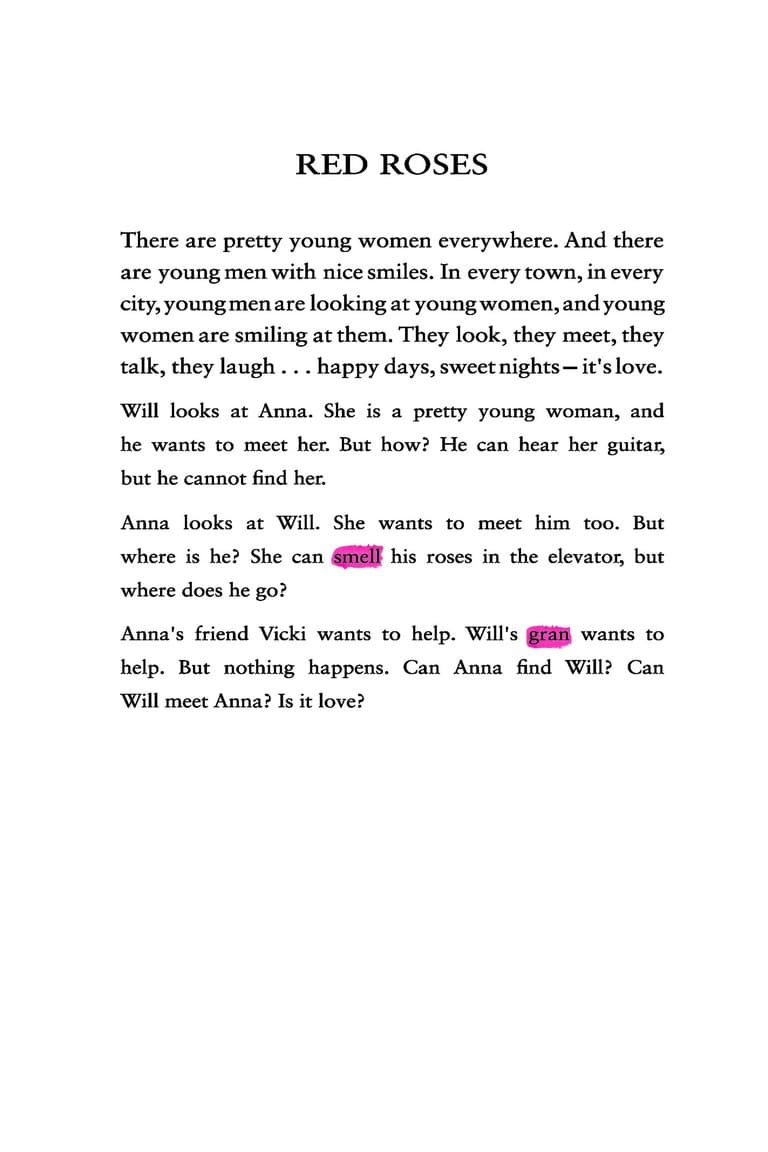 RED ROSES
There are pretty young women everywhere. And there
are young men with nice smiles. In every town, in every
city, young men are looking at young women, and young
women are smiling at them. They look, they meet, they
talk, they laugh . . . happy days, sweet nights – it's love.
Will looks at Anna. She is a pretty young woman, and
he wants to meet her. But how? He can hear her guitar,
but he cannot find her.
Anna looks at Will. She wants to meet him too. But
where is he? She can smell his roses in the elevator, but
where does he go?
Anna's friend Vicki wants to help. Will's gran wants to
help. But nothing happens. Can Anna find Will? Can
Will meet Anna? Is it love?